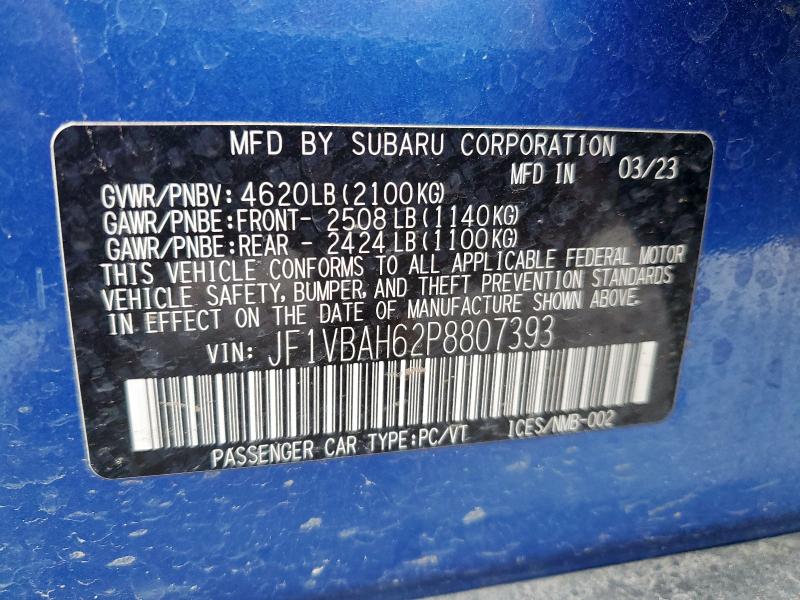 MFD BY SUBARU CORPORATION
MFD IN 03/23
GVWR/PNBV: 4620LB (2100KG)
GAWR/PNBE:FRONT- 2508 LB (1140KG)
GAWR/PNBE:REAR - 2424 LB (1100KG)
THIS VEHICLE CONFORMS TO ALL APPLICABLE FEDERAL MOTOR
VEHICLE SAFETY, BUMPER, AND THEFT PREVENTION STANDARDS
IN EFFECT ON THE DATE OF MANUFACTURE SHOWN ABOVE.
VIN: JF1VBAH62P8807393
PASSENGER CAR TYPE:PC/VT ICES/NMB-002